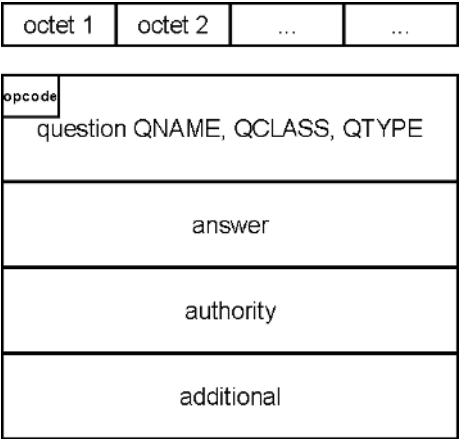 octet 1 octet 2 ... ...
opcode
question QNAME, QCLASS, QTYPE
answer
authority
additional